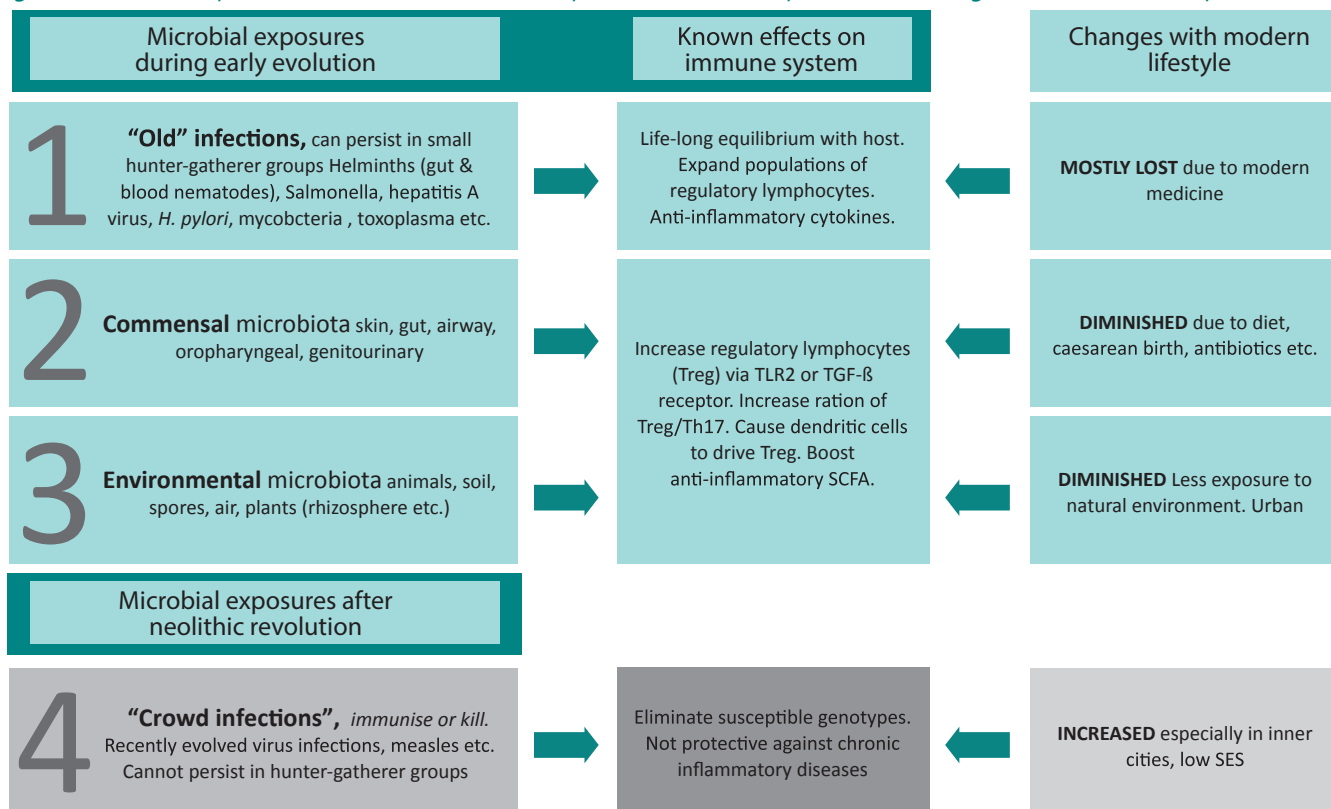 Microbial exposures
during early evolution
Known effects on
immune system
Changes with modern
lifestyle
1
“Old” infections, can persist in small
hunter-gatherer groups Helminths (gut &
blood nematodes), Salmonella, hepatitis A
virus, H. pylori, mycobcteria , toxoplasma etc.
Life-long equilibrium with host.
Expand populations of
regulatory lymphocytes.
Anti-inflammatory cytokines.
MOSTLY LOST due to modern
medicine
2
Commensal microbiota skin, gut, airway,
oropharyngeal, genitourinary
Increase regulatory lymphocytes
(Treg) via TLR2 or TGF-ß
receptor. Increase ration of
Treg/Th17. Cause dendritic cells
to drive Treg. Boost
anti-inflammatory SCFA.
DIMINISHED due to diet,
caesarean birth, antibiotics etc.
3
Environmental microbiota animals, soil,
spores, air, plants (rhizosphere etc.)
DIMINISHED Less exposure to
natural environment. Urban
Microbial exposures after
neolithic revolution
4
“Crowd infections”, immunise or kill.
Recently evolved virus infections, measles etc.
Cannot persist in hunter-gatherer groups
Eliminate susceptible genotypes.
Not protective against chronic
inflammatory diseases
INCREASED especially in inner
cities, low SES